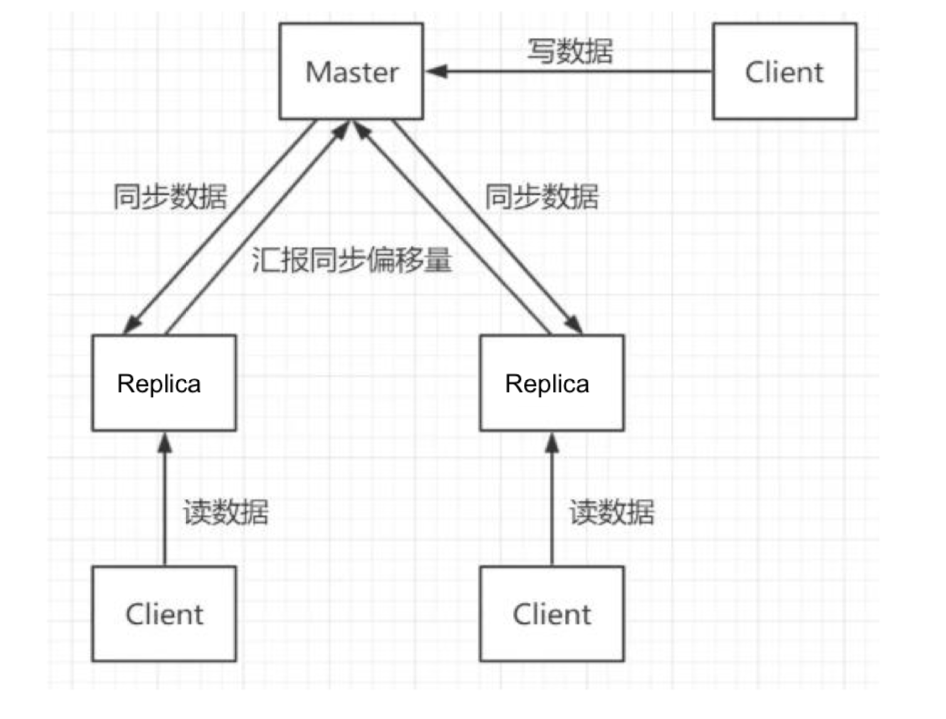 Master
写数据
Client
同步数据
同步数据
汇报同步偏移量
Replica
Replica
读数据
读数据
Client
Client